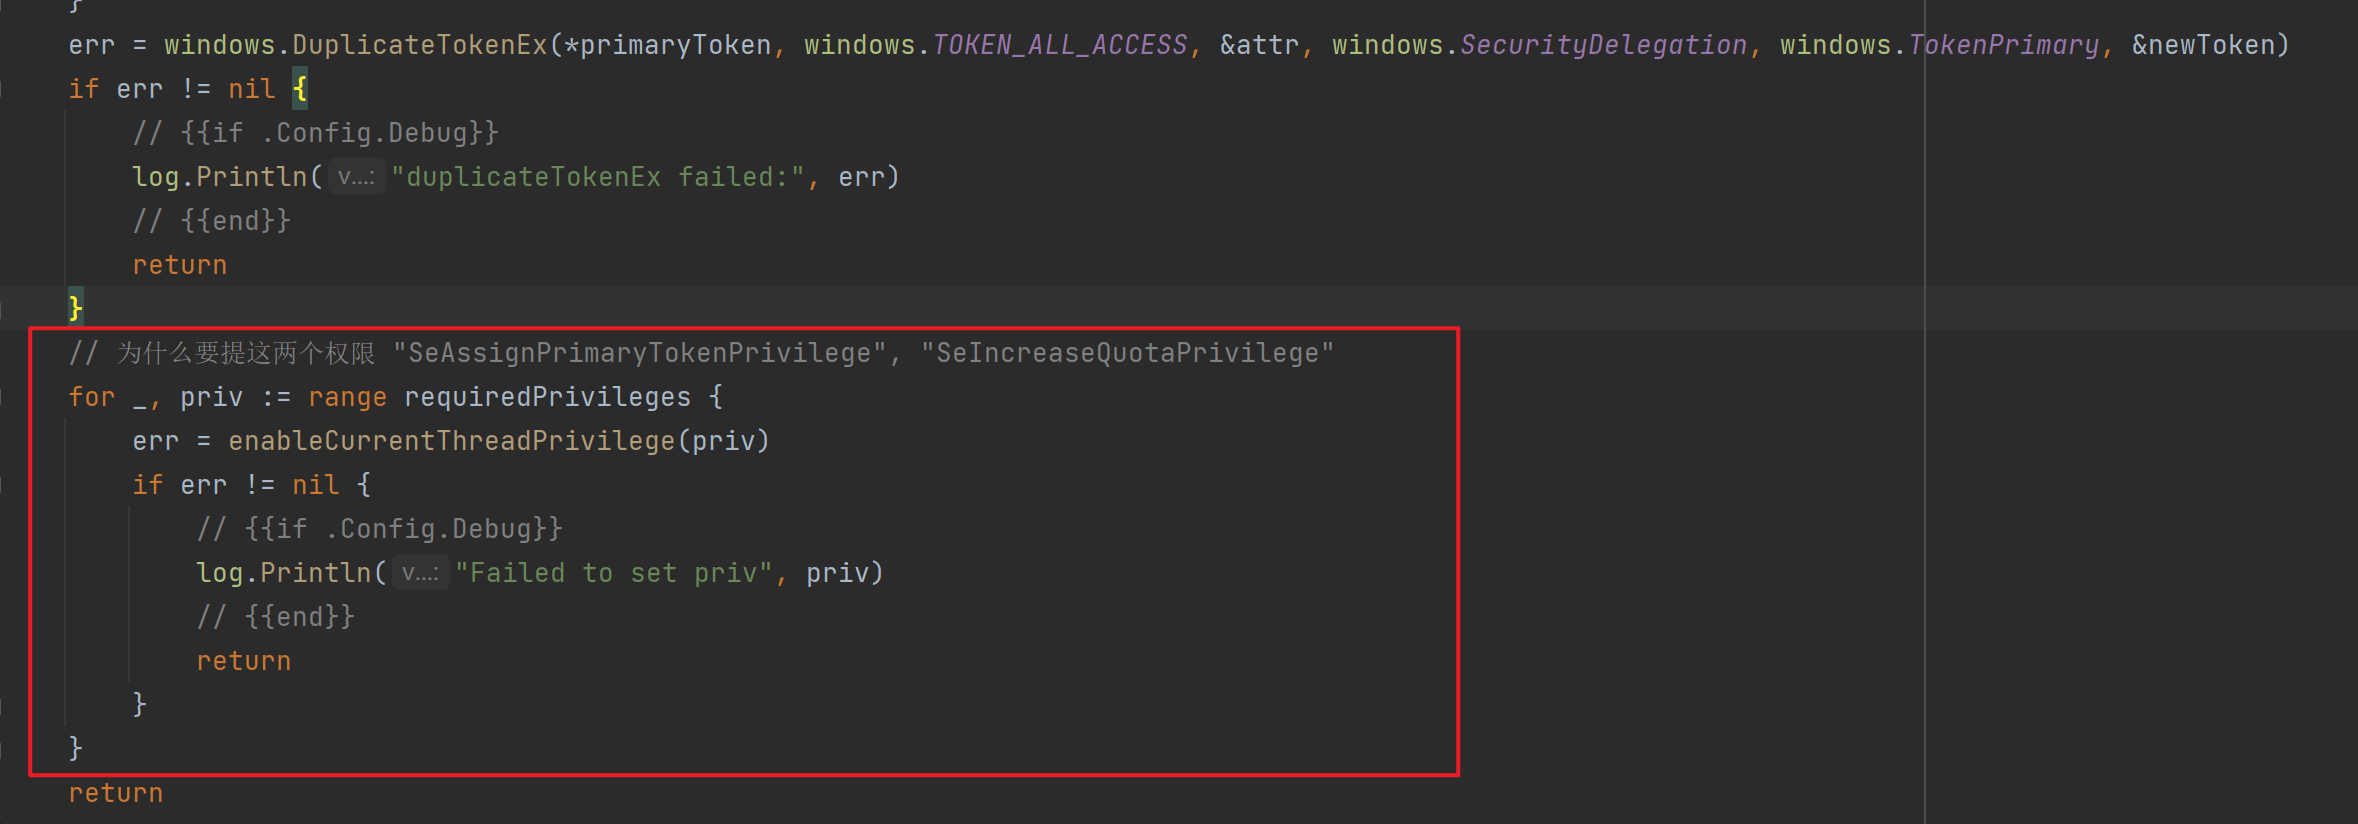 }
err = windows.DuplicateTokenEx(*primaryToken, windows.TOKEN_ALL_ACCESS, &attr, windows.SecurityDelegation, windows.TokenPrimary, &newToken)
if err != nil {
// {{if .Config.Debug}}
log.Println( v...: "duplicateTokenEx failed:", err)
// {{end}}
return
}
// 为什么要提这两个权限 "SeAssignPrimaryTokenPrivilege", "SeIncreaseQuotaPrivilege"
for _, priv := range requiredPrivileges {
err = enableCurrentThreadPrivilege(priv)
if err != nil {
// {{if .Config.Debug}}
log.Println( v...: "Failed to set priv", priv)
// {{end}}
return
}
}
return